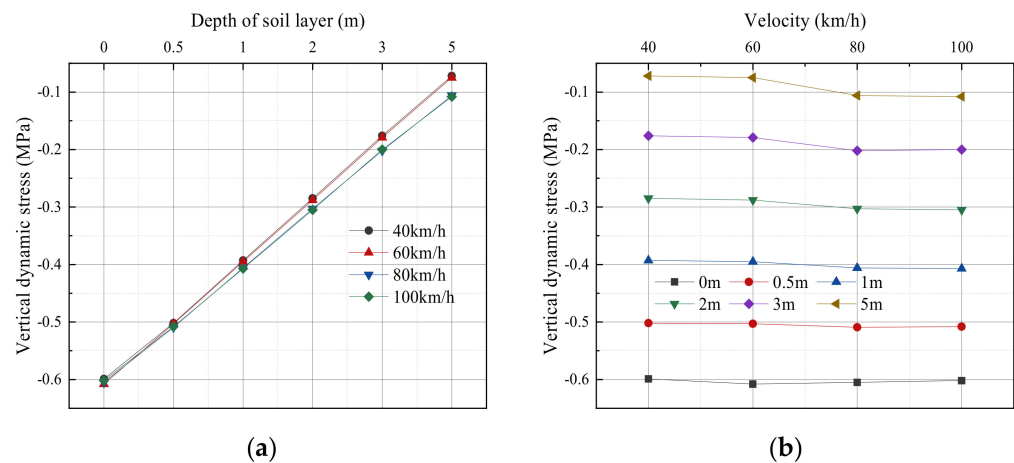 Depth of soil layer (m)
0 0.5 1 2 3 5
Vertical dynamic stress (MPa)
-0.1
-0.2
-0.3
-0.4
-0.5
-0.6
40km/h
60km/h
80km/h
100km/h
(a)
Velocity (km/h)
40 60 80 100
Vertical dynamic stress (MPa)
-0.1
-0.2
-0.3
-0.4
-0.5
-0.6
0m 0.5m 1m
2m 3m 5m
(b)